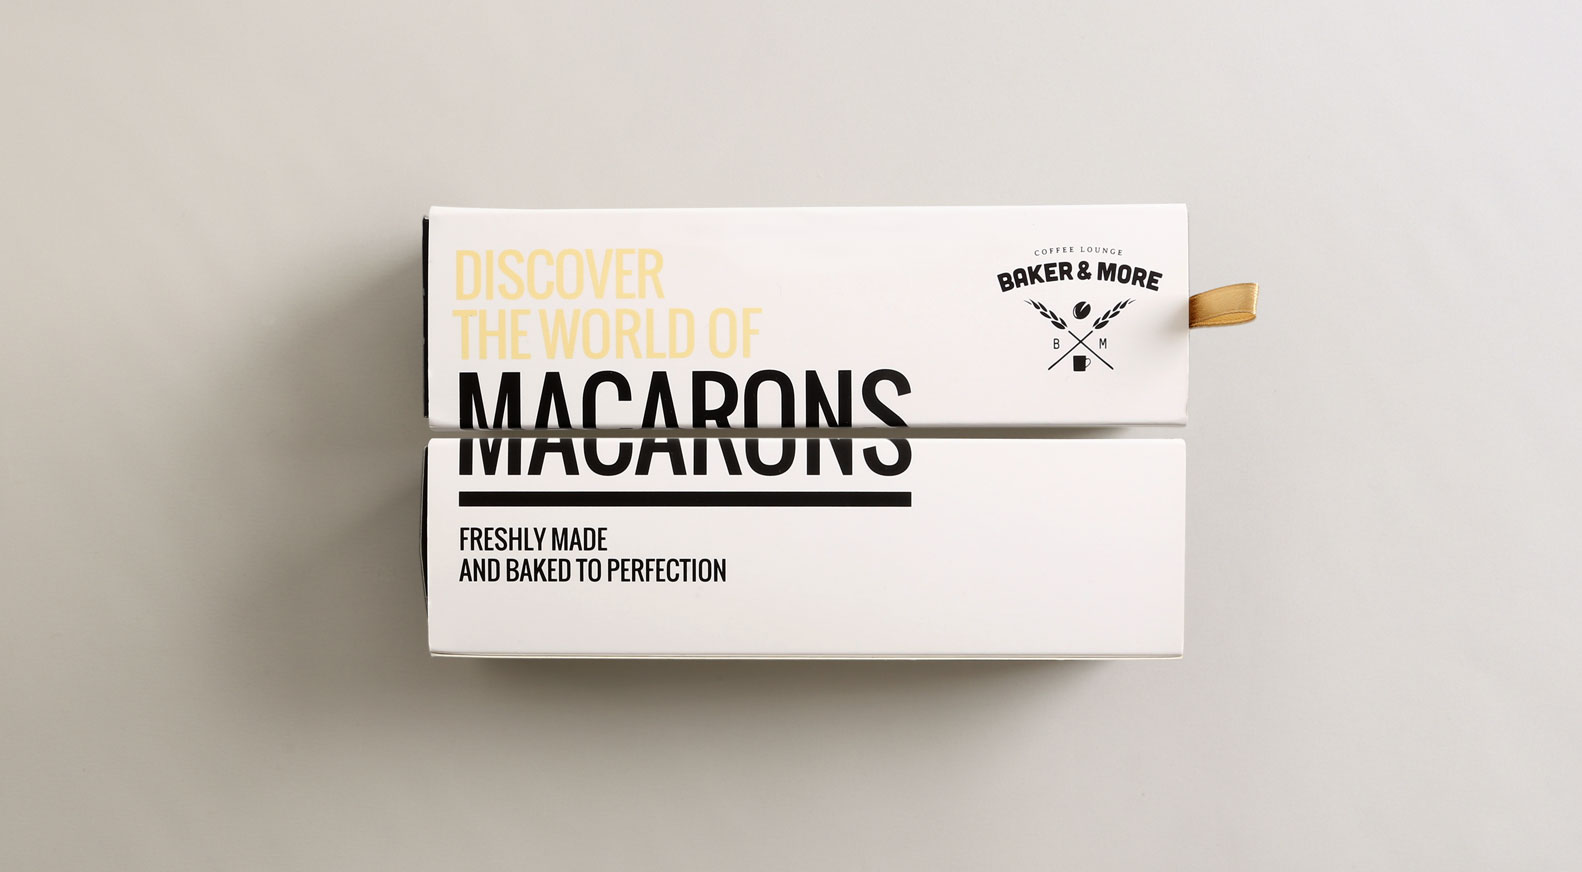 DISCOVER
THE WORLD OF
MACARONS
FRESHLY MADE
AND BAKED TO PERFECTION
COFFEE LOUNGE
BAKER & MORE
B M